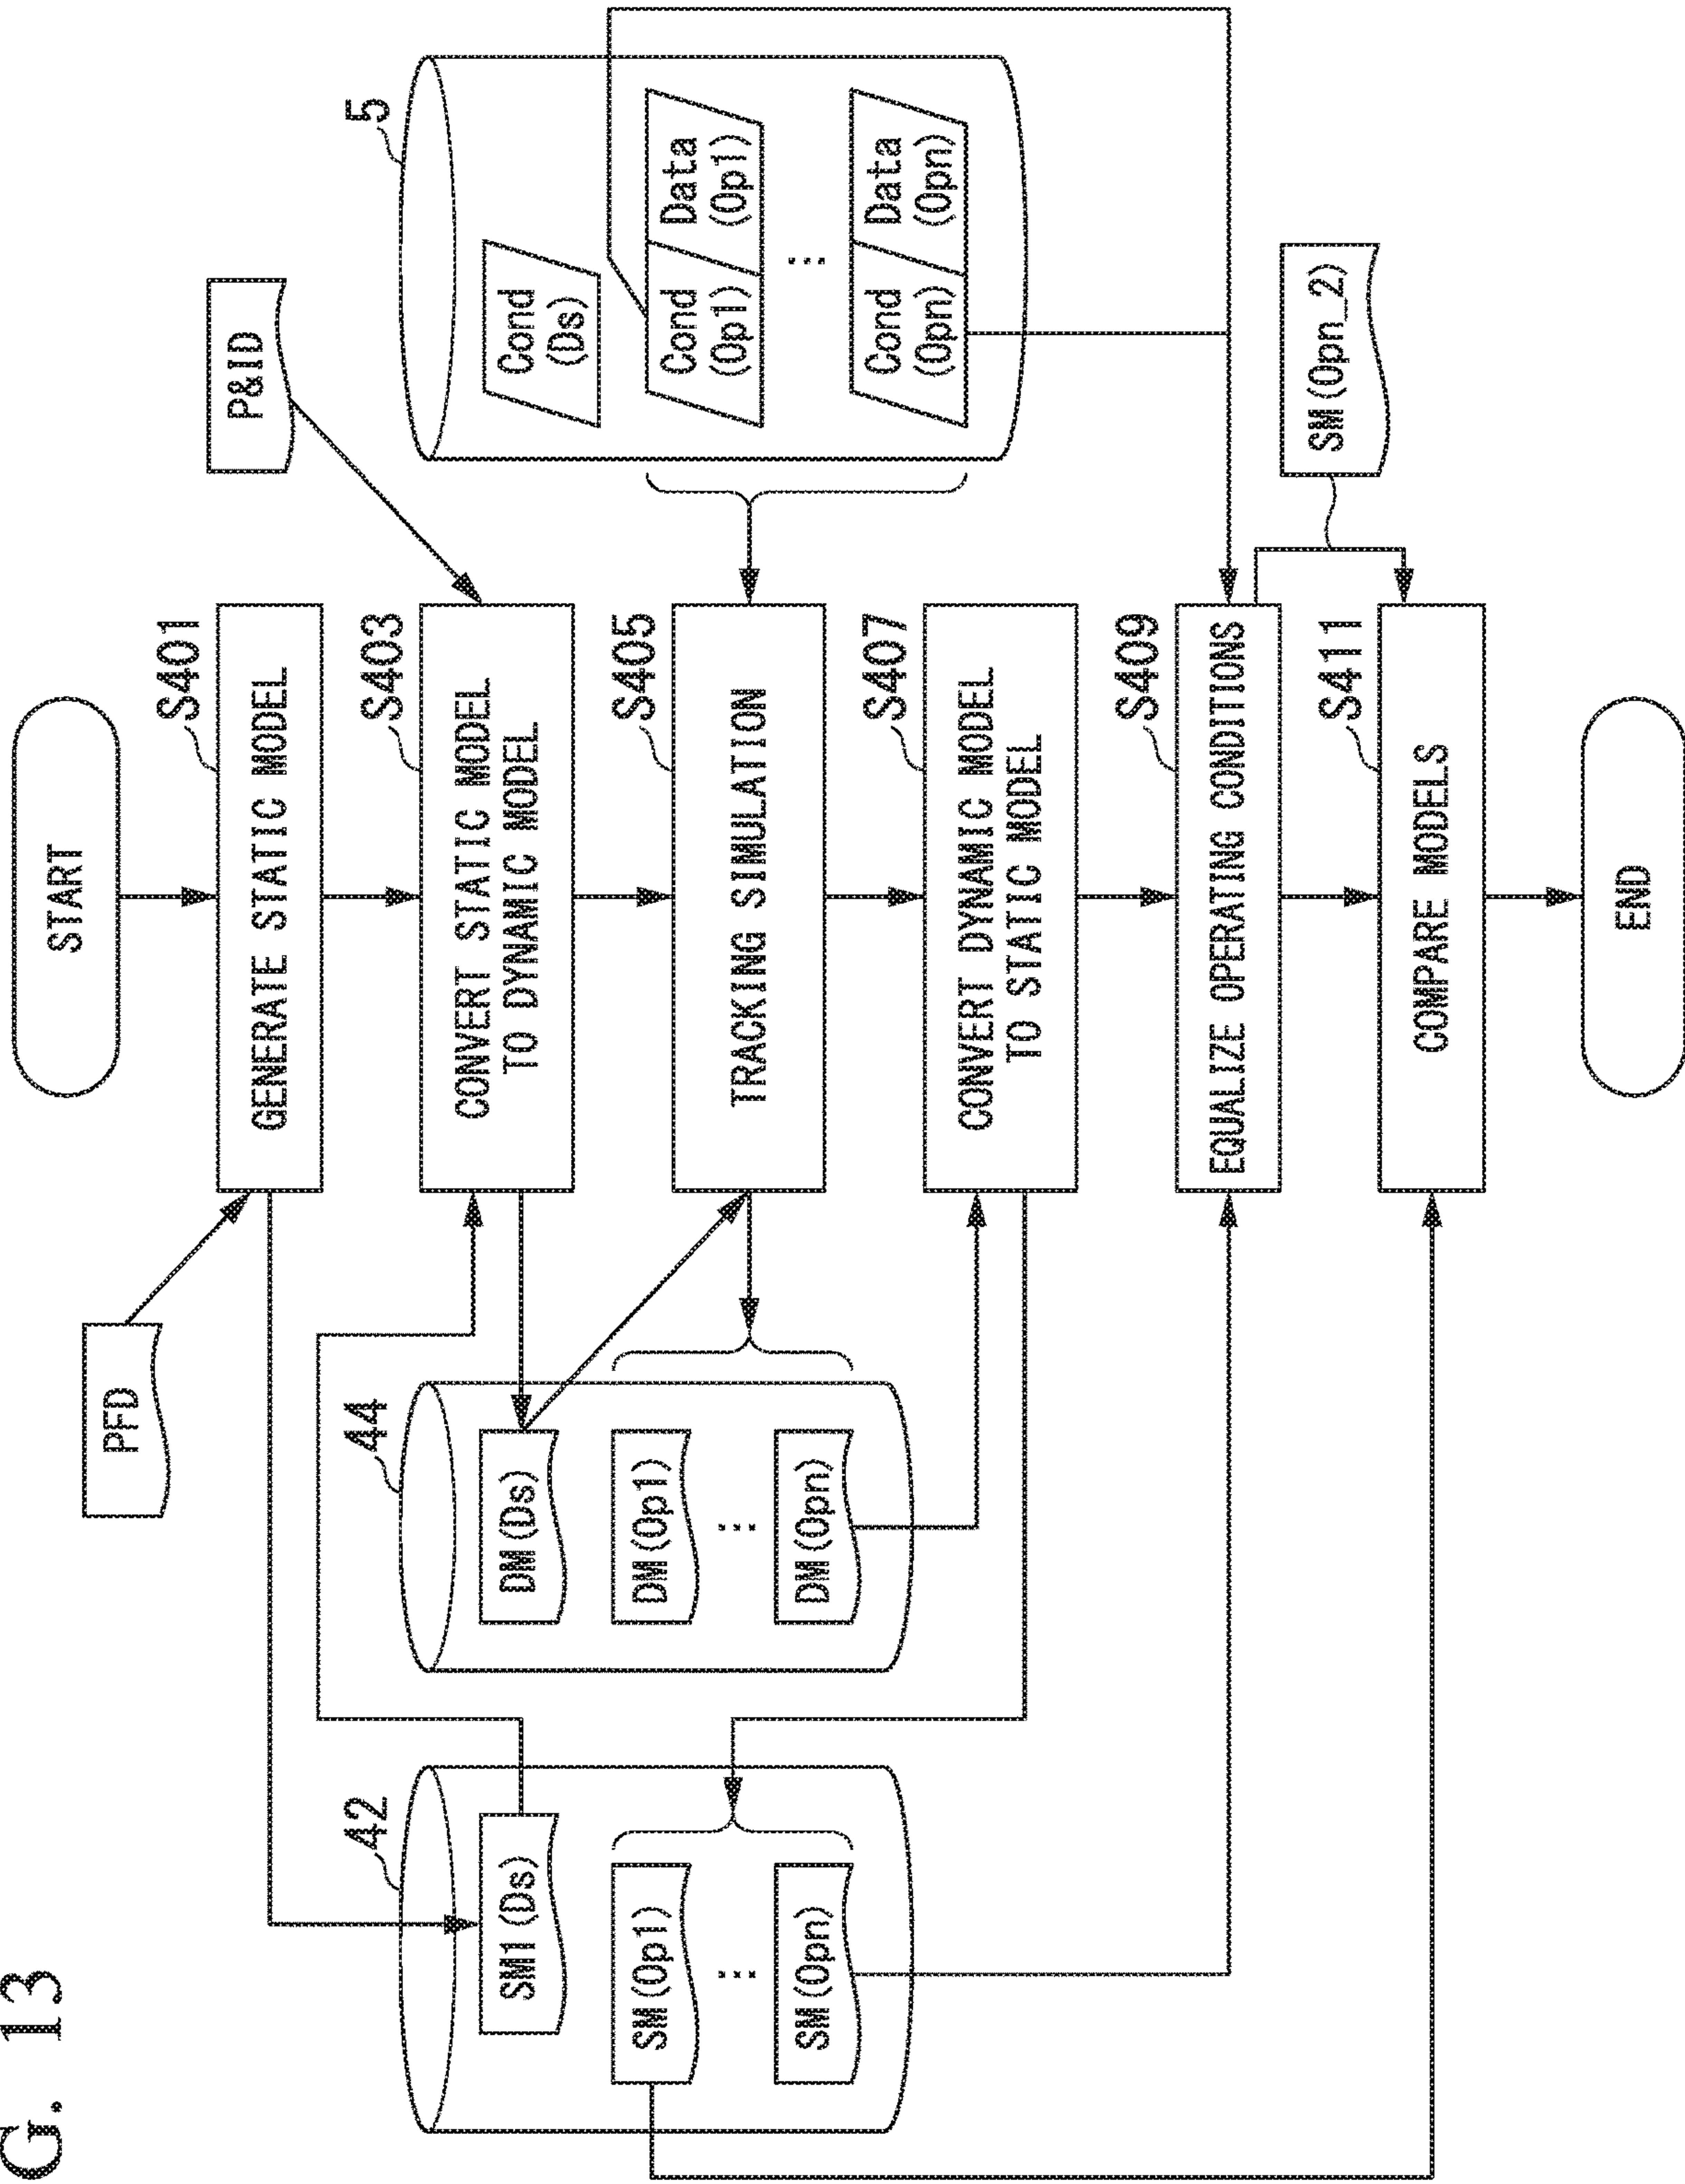 G. 13
START
S401
GENERATE STATIC MODEL
PFD
P&ID
S403
CONVERT STATIC MODEL
TO DYNAMIC MODEL
S405
TRACKING SIMULATION
S407
CONVERT DYNAMIC MODEL
TO STATIC MODEL
S409
EQUALIZE OPERATING CONDITIONS
S411
COMPARE MODELS
END
42
SM1(Ds)
SM(Op1)
...
SM(Opn)
44
DM(Ds)
DM(Op1)
...
DM(Opn)
5
Cond
(Ds)
Cond
(Op1)
Data
(Op1)
...
Cond
(Opn)
Data
(Opn)
SM(Opn_2)